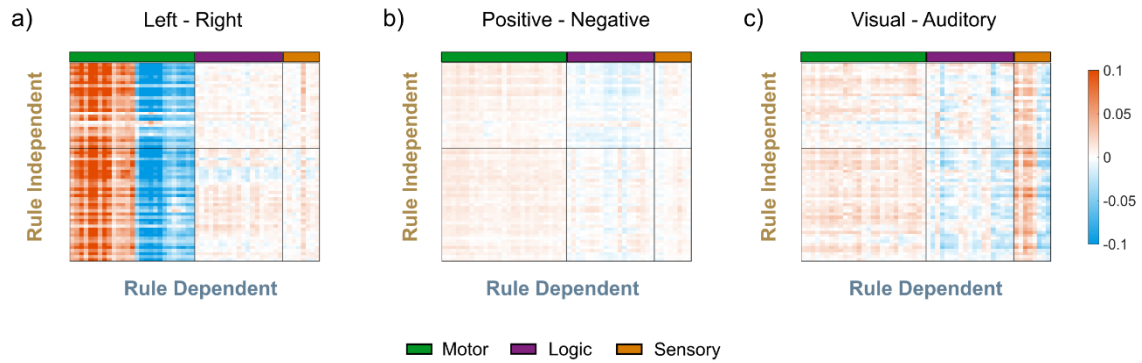 a) Left - Right
b) Positive - Negative
c) Visual - Auditory
Rule Independent
Rule Dependent
Rule Independent
Rule Dependent
Rule Independent
Rule Dependent
0.1
0.05
0
-0.05
-0.1
Motor Logic Sensory